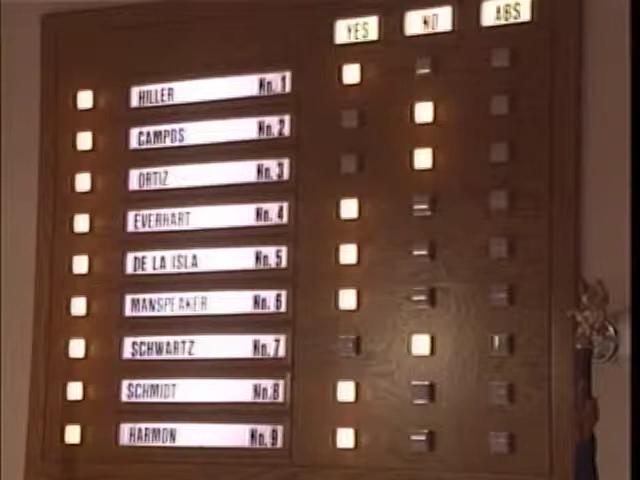 YES NO ABS
HILLER No. 1
CAMPOS No. 2
ORTIZ No. 3
EVERHART No. 4
DE LA ISLA No. 5
MANSPEAKER No. 6
SCHWARTZ No. 7
SCHMIDT No. 8
HARMON No. 9